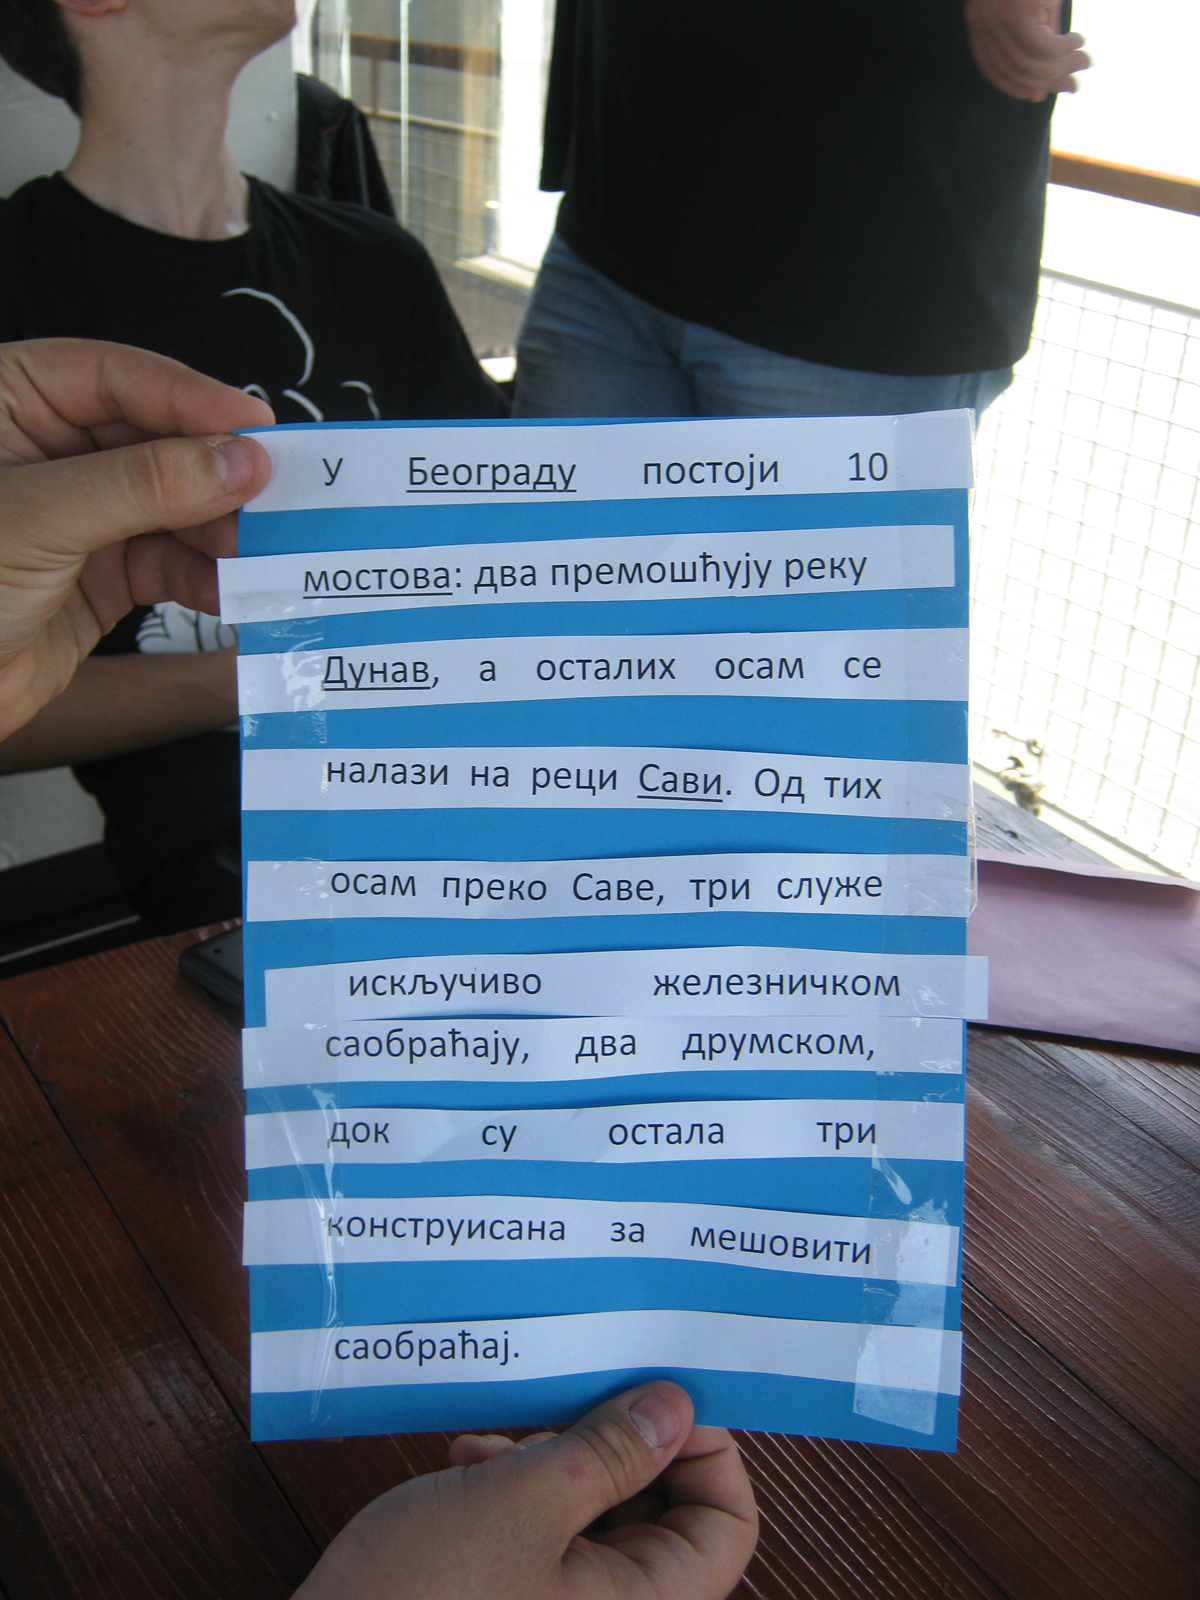 У Београду постоји 10
мостова: два премошћују реку
Дунав, а осталих осам се
налази на реци Сави. Од тих
осам преко Саве, три служе
искључиво железничком
саобраћају, два друмском,
док су остала три
конструисана за мешовити
саобраћај.